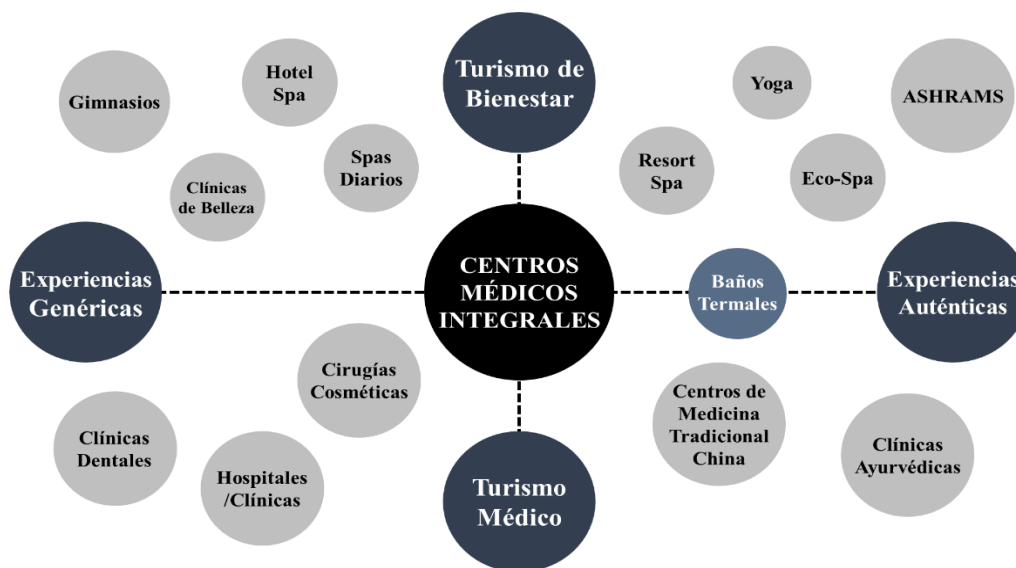 Turismo de
Bienestar
Gimnasios
Hotel
Spa
Spas
Diarios
Clínicas
de Belleza
Yoga
ASHRAMS
Resort
Spa
Eco-Spa
Experiencias
Genéricas
CENTROS
MÉDICOS
INTEGRALES
Baños
Termales
Experiencias
Auténticas
Cirugías
Cosméticas
Clínicas
Dentales
Hospitales
/Clínicas
Turismo
Médico
Centros de
Medicina
Tradicional
China
Clínicas
Ayurvédicas